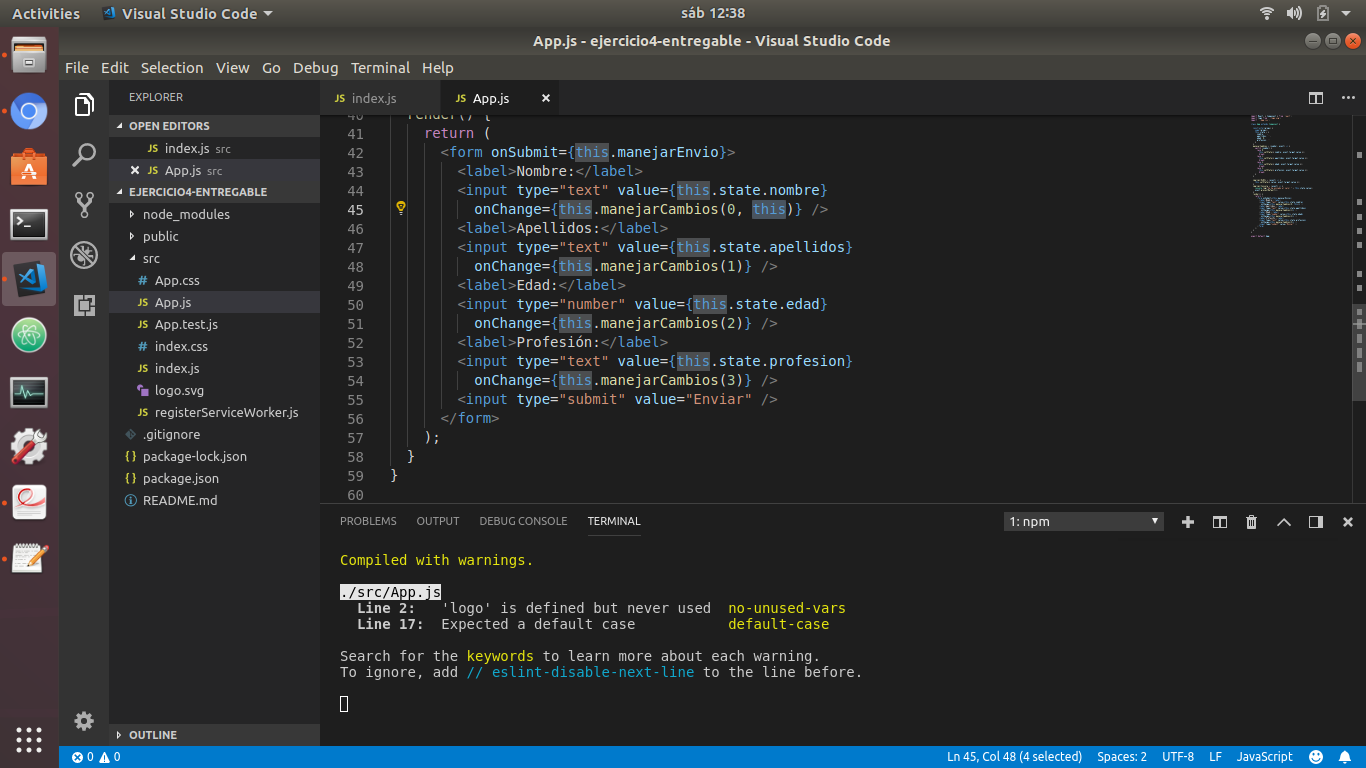 Activities
Visual Studio Code
sáb 12:38
App.js - ejercicio4-entregable - Visual Studio Code
File Edit Selection View Go Debug Terminal Help
EXPLORER
OPEN EDITORS
JS index.js src
JS App.js src
EJERCICIO4-ENTREGABLE
node_modules
public
src
# App.css
JS App.js
JS App.test.js
# index.css
JS index.js
logo.svg
JS registerServiceWorker.js
.gitignore
{} package-lock.json
{} package.json
README.md
OUTLINE
JS index.js
JS App.js
40 render() {
41 return (
42 <form onSubmit={this.manejarEnvio}>
43 <label>Nombre:</label>
44 <input type="text" value={this.state.nombre}
45 onChange={this.manejarCambios(0, this)} />
46 <label>Apellidos:</label>
47 <input type="text" value={this.state.apellidos}
48 onChange={this.manejarCambios(1)} />
49 <label>Edad:</label>
50 <input type="number" value={this.state.edad}
51 onChange={this.manejarCambios(2)} />
52 <label>Profesión:</label>
53 <input type="text" value={this.state.profesion}
54 onChange={this.manejarCambios(3)} />
55 <input type="submit" value="Enviar" />
56 </form>
57 );
58 }
59 }
60
PROBLEMS OUTPUT DEBUG CONSOLE TERMINAL
1: npm
Compiled with warnings.
./src/App.js
Line 2: 'logo' is defined but never used no-unused-vars
Line 17: Expected a default case default-case
Search for the keywords to learn more about each warning.
To ignore, add // eslint-disable-next-line to the line before.
0 0
Ln 45, Col 48 (4 selected) Spaces: 2 UTF-8 LF JavaScript